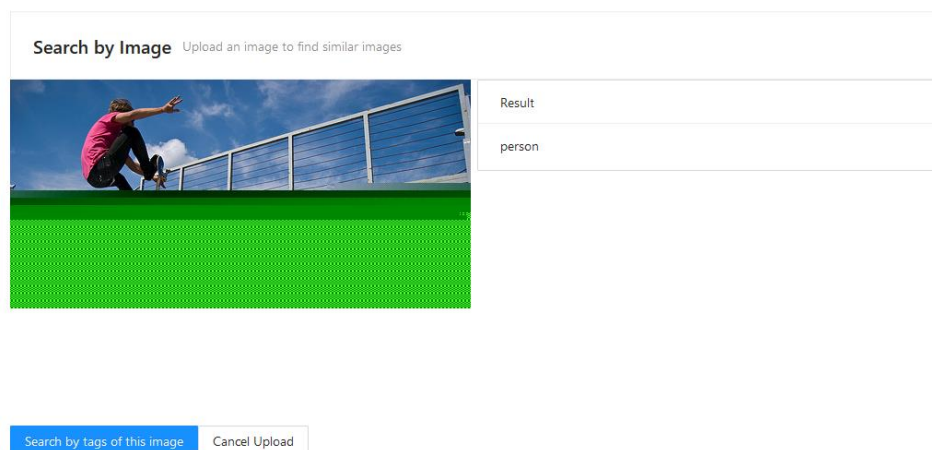 Search by Image Upload an image to find similar images
Result
person
Search by tags of this image Cancel Upload